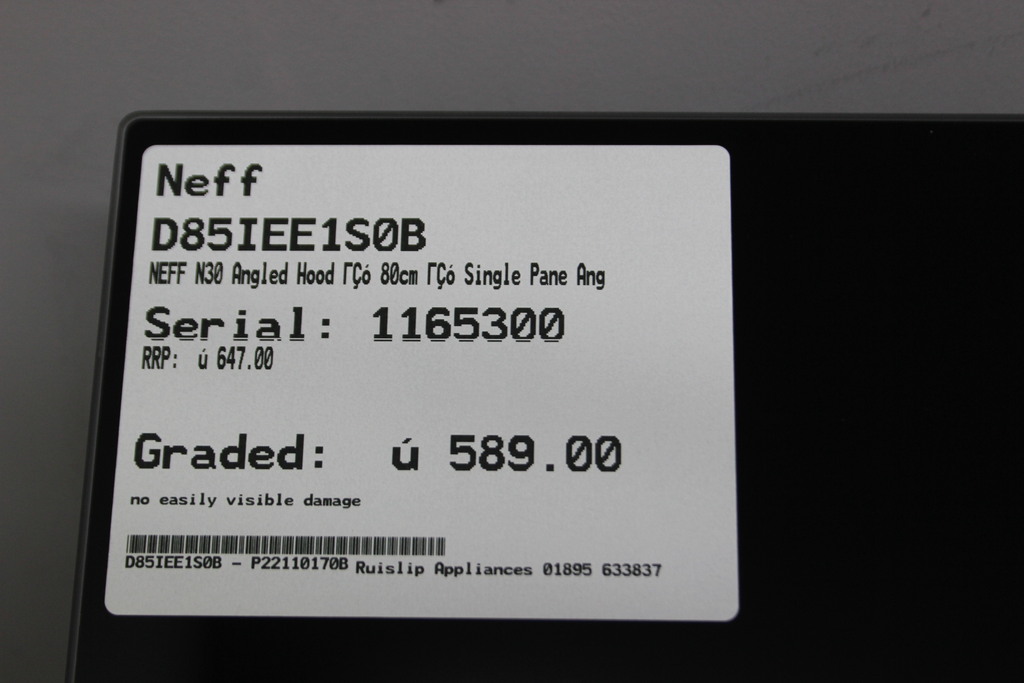 Neff
D85IEE1S0B
NEFF N30 Angled Hood ΓÇó 80cm ΓÇó Single Pane Ang
Serial: 1165300
RRP: ú 647.00
Graded: ú 589.00
no easily visible damage
D85IEE1S0B - P22110170B Ruislip Appliances 01895 633837